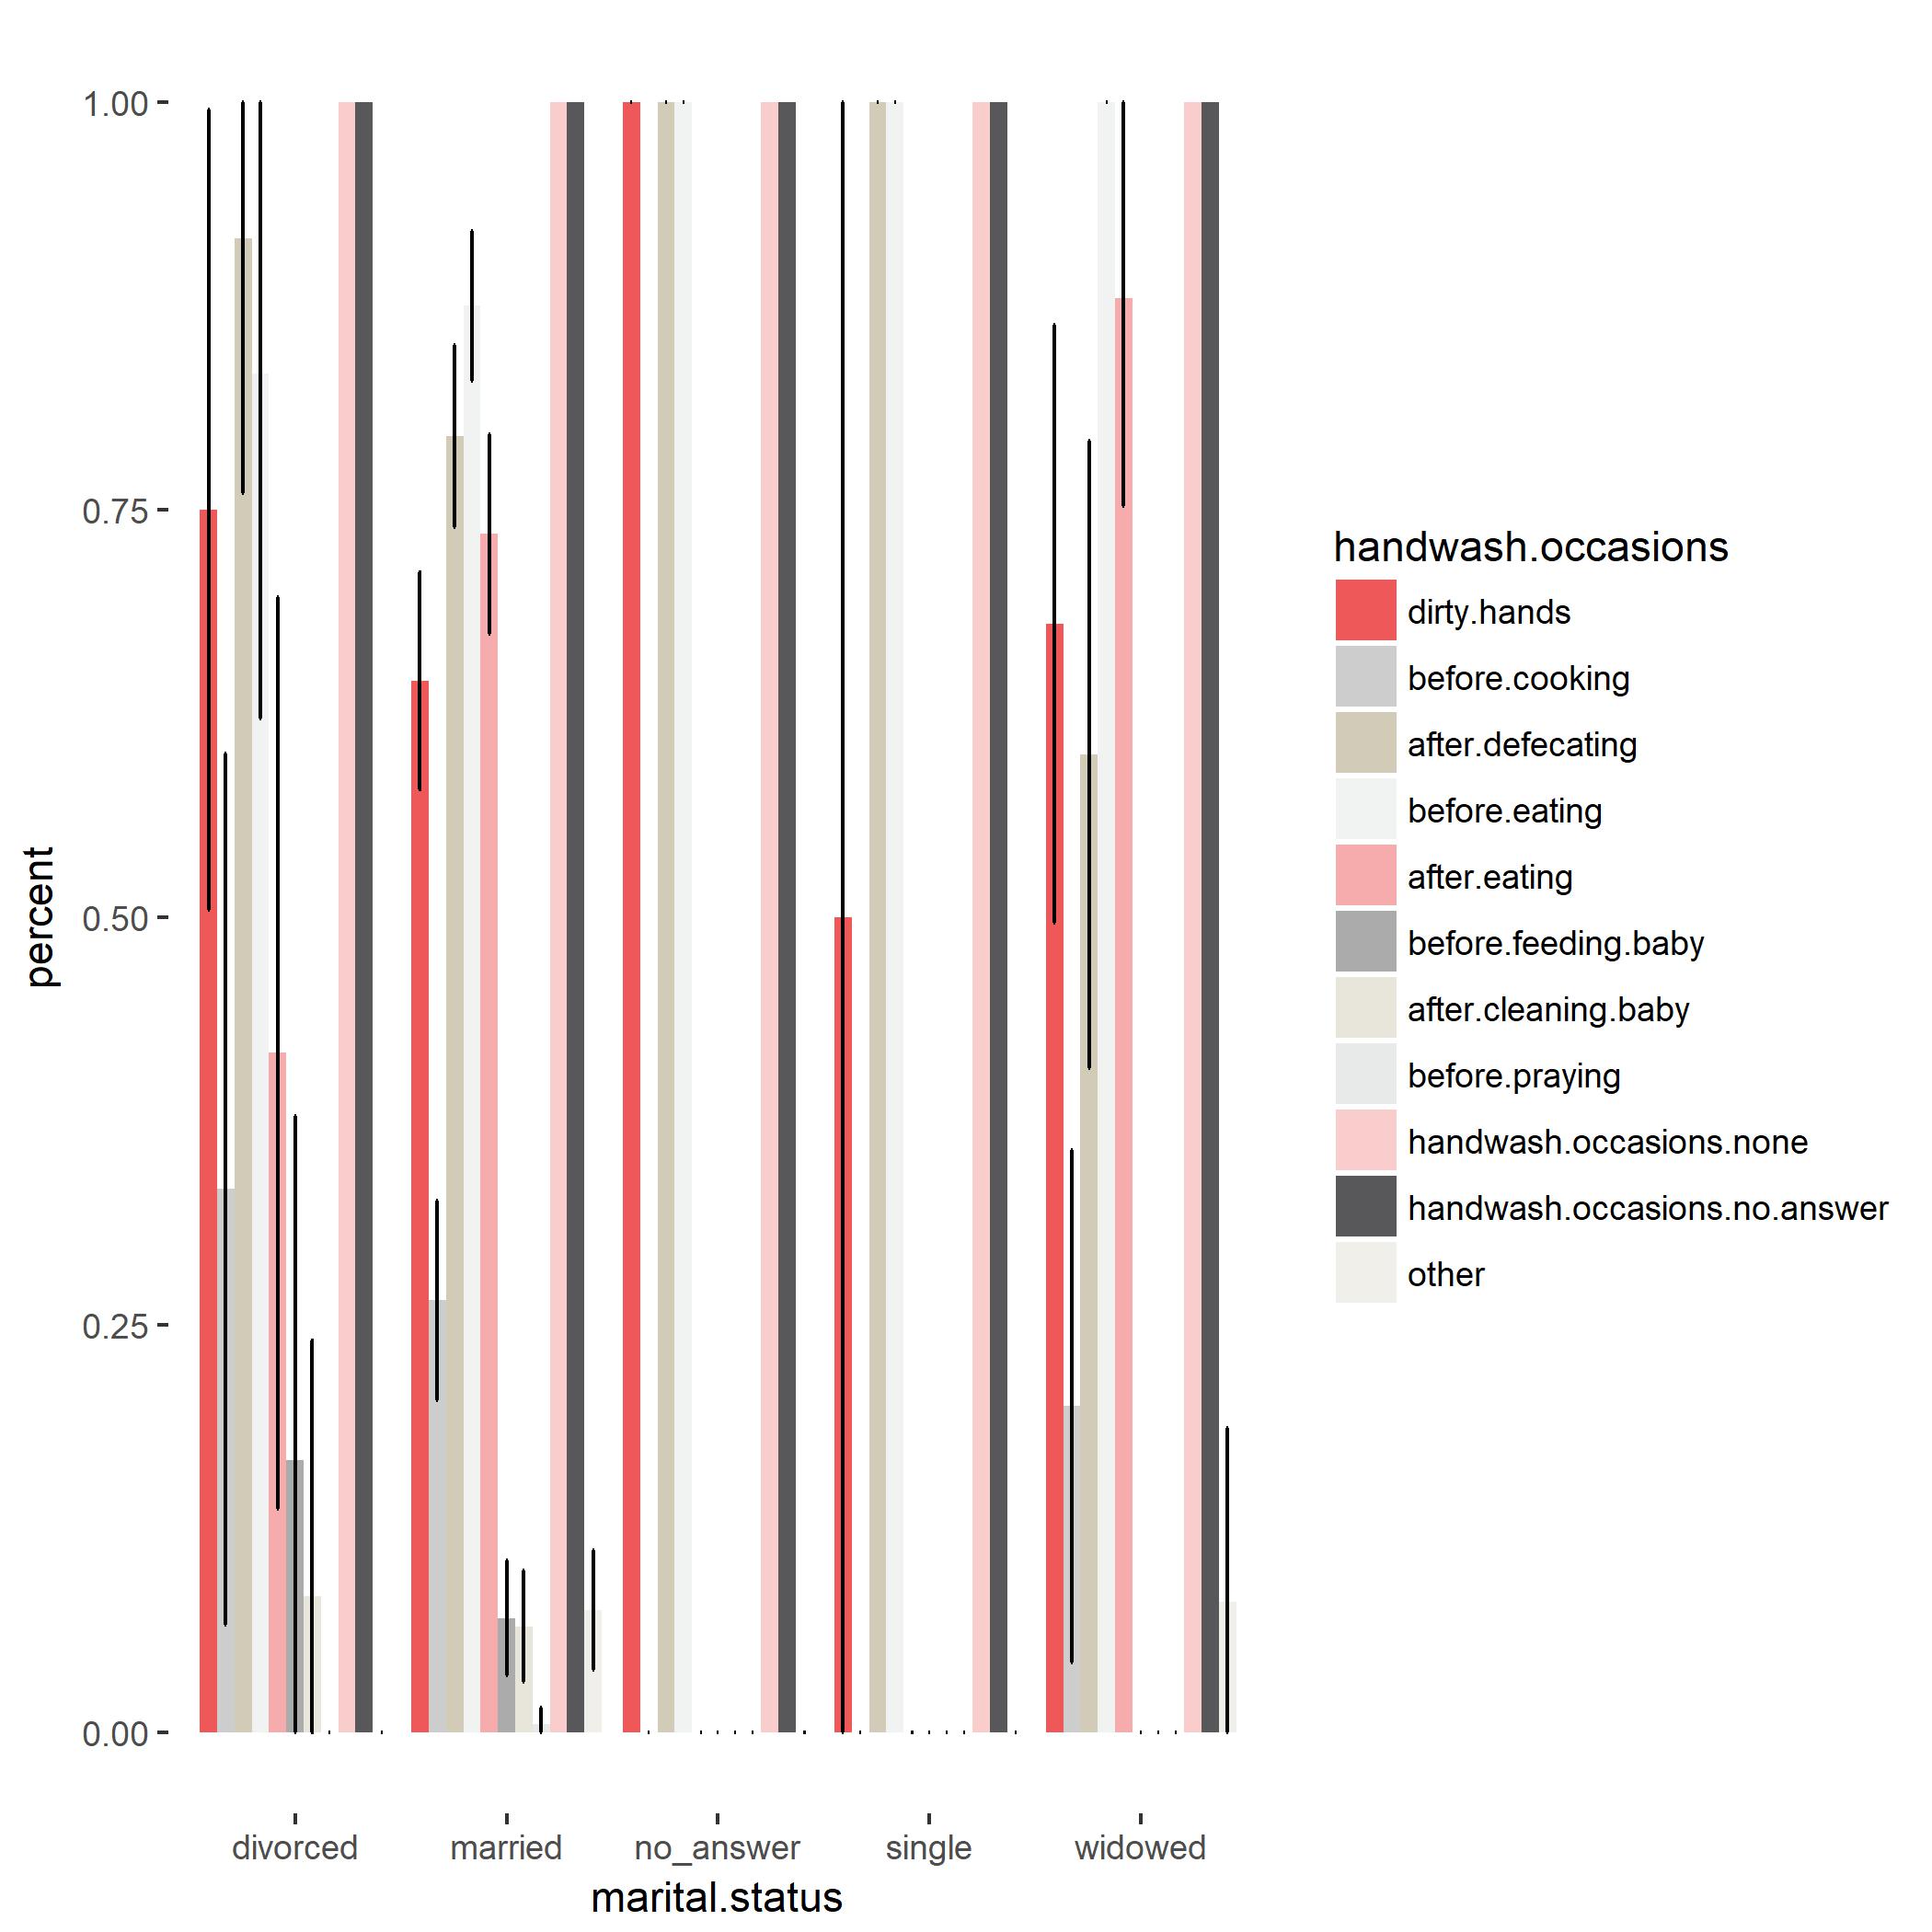 1.00
0.75
0.50
0.25
0.00
percent
divorced
married
no_answer
single
widowed
marital.status
handwash.occasions
dirty.hands
before.cooking
after.defecating
before.eating
after.eating
before.feeding.baby
after.cleaning.baby
before.praying
handwash.occasions.none
handwash.occasions.no.answer
other